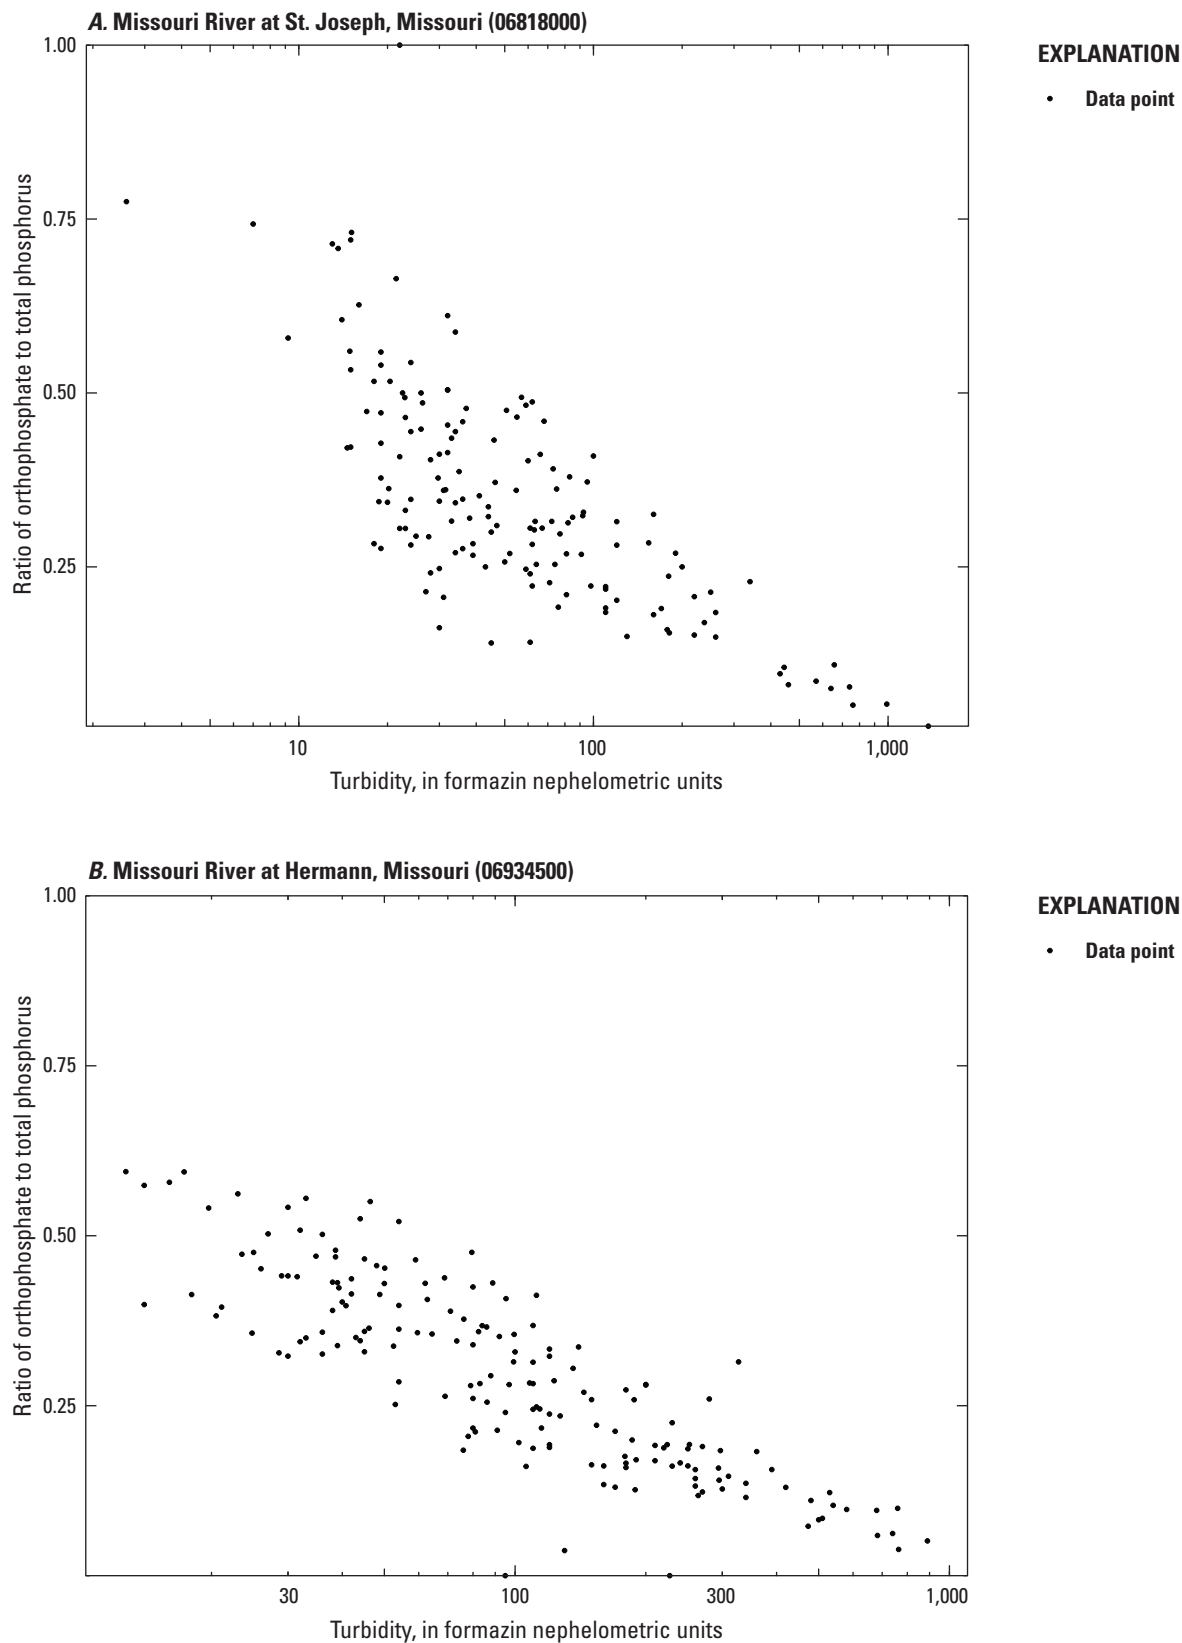 A. Missouri River at St. Joseph, Missouri (06818000)
1.00
0.75
0.50
0.25
Ratio of orthophosphate to total phosphorus
10
100
1,000
Turbidity, in formazin nephelometric units
EXPLANATION
Data point
B. Missouri River at Hermann, Missouri (06934500)
1.00
0.75
0.50
0.25
Ratio of orthophosphate to total phosphorus
30
100
300
1,000
Turbidity, in formazin nephelometric units
EXPLANATION
Data point